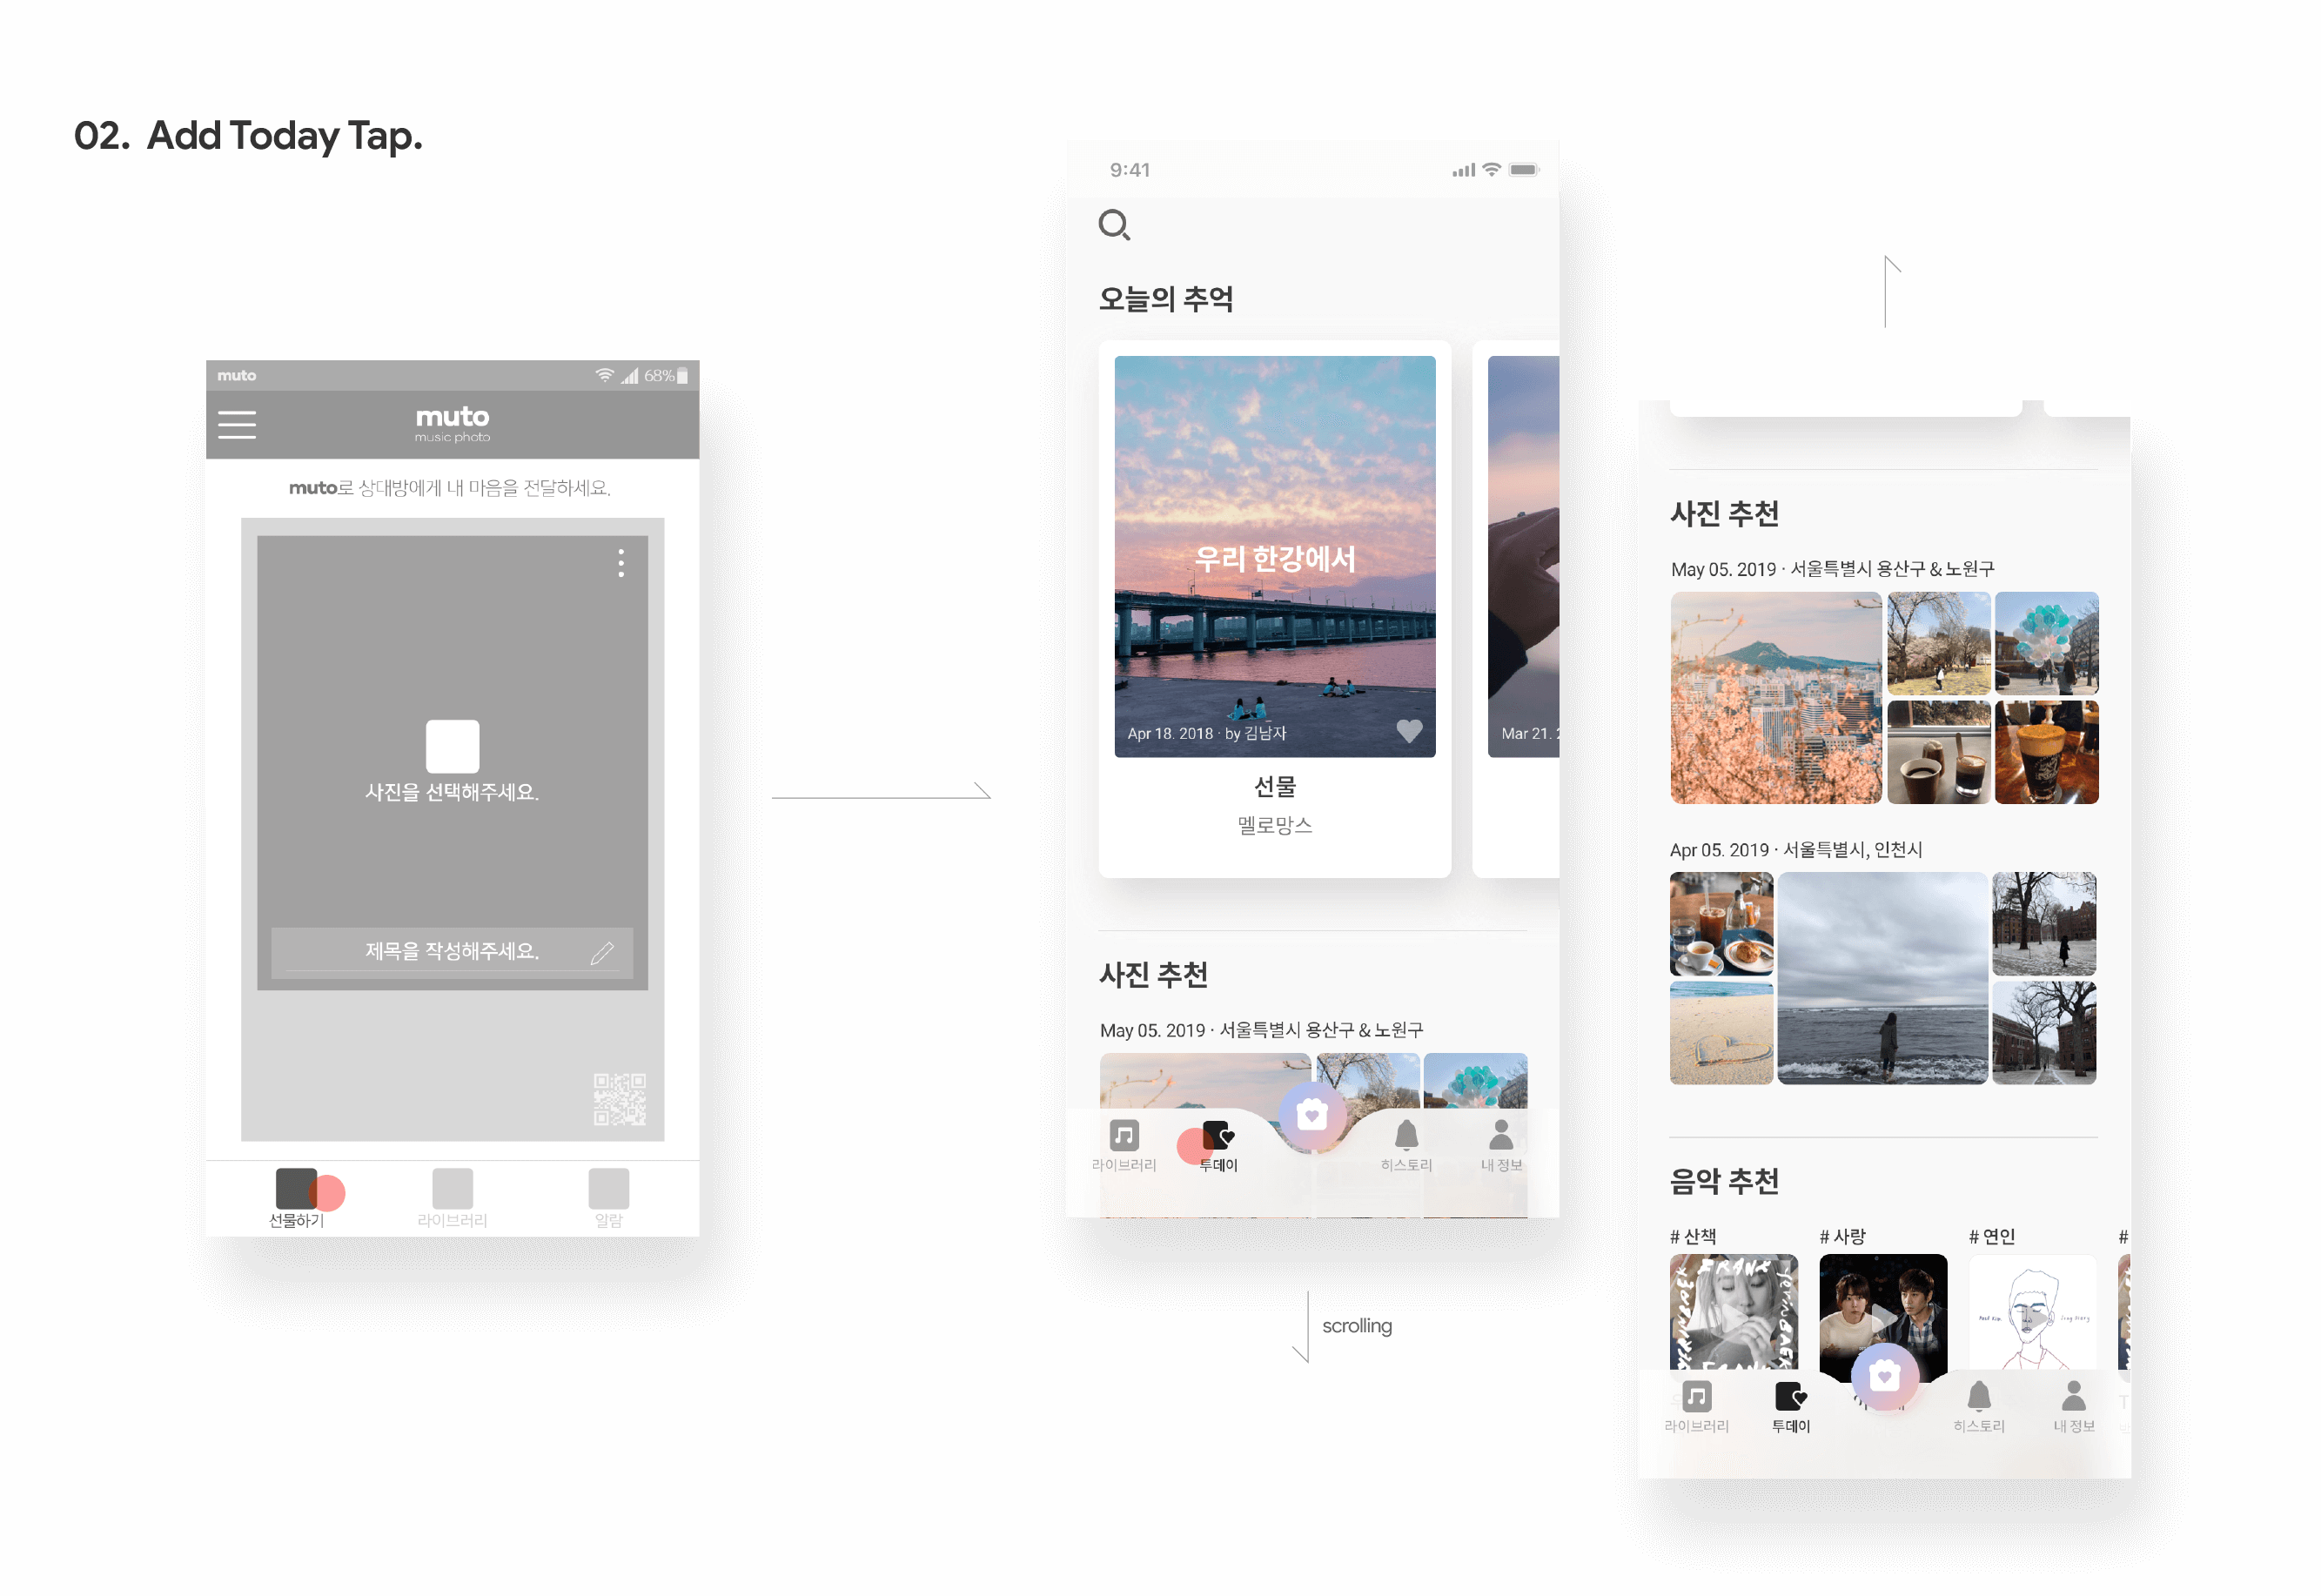 02. Add Today Tap.
muto
68%
muto
music photo
muto로 상대방에게 내 마음을 전달하세요.
사진을 선택해주세요.
제목을 작성해주세요.
선물하기
라이브러리
알람
9:41
오늘의 추억
우리 한강에서
Apr 18. 2018 · by 김남자
Mar 21.
선물
멜로망스
사진 추천
May 05. 2019 · 서울특별시 용산구 & 노원구
라이브러리
투데이
히스토리
내 정보
scrolling
사진 추천
May 05. 2019 · 서울특별시 용산구 & 노원구
Apr 05. 2019 · 서울특별시, 인천시
음악 추천
# 산책
# 사랑
# 연인
#
라이브러리
투데이
히스토리
내 정보